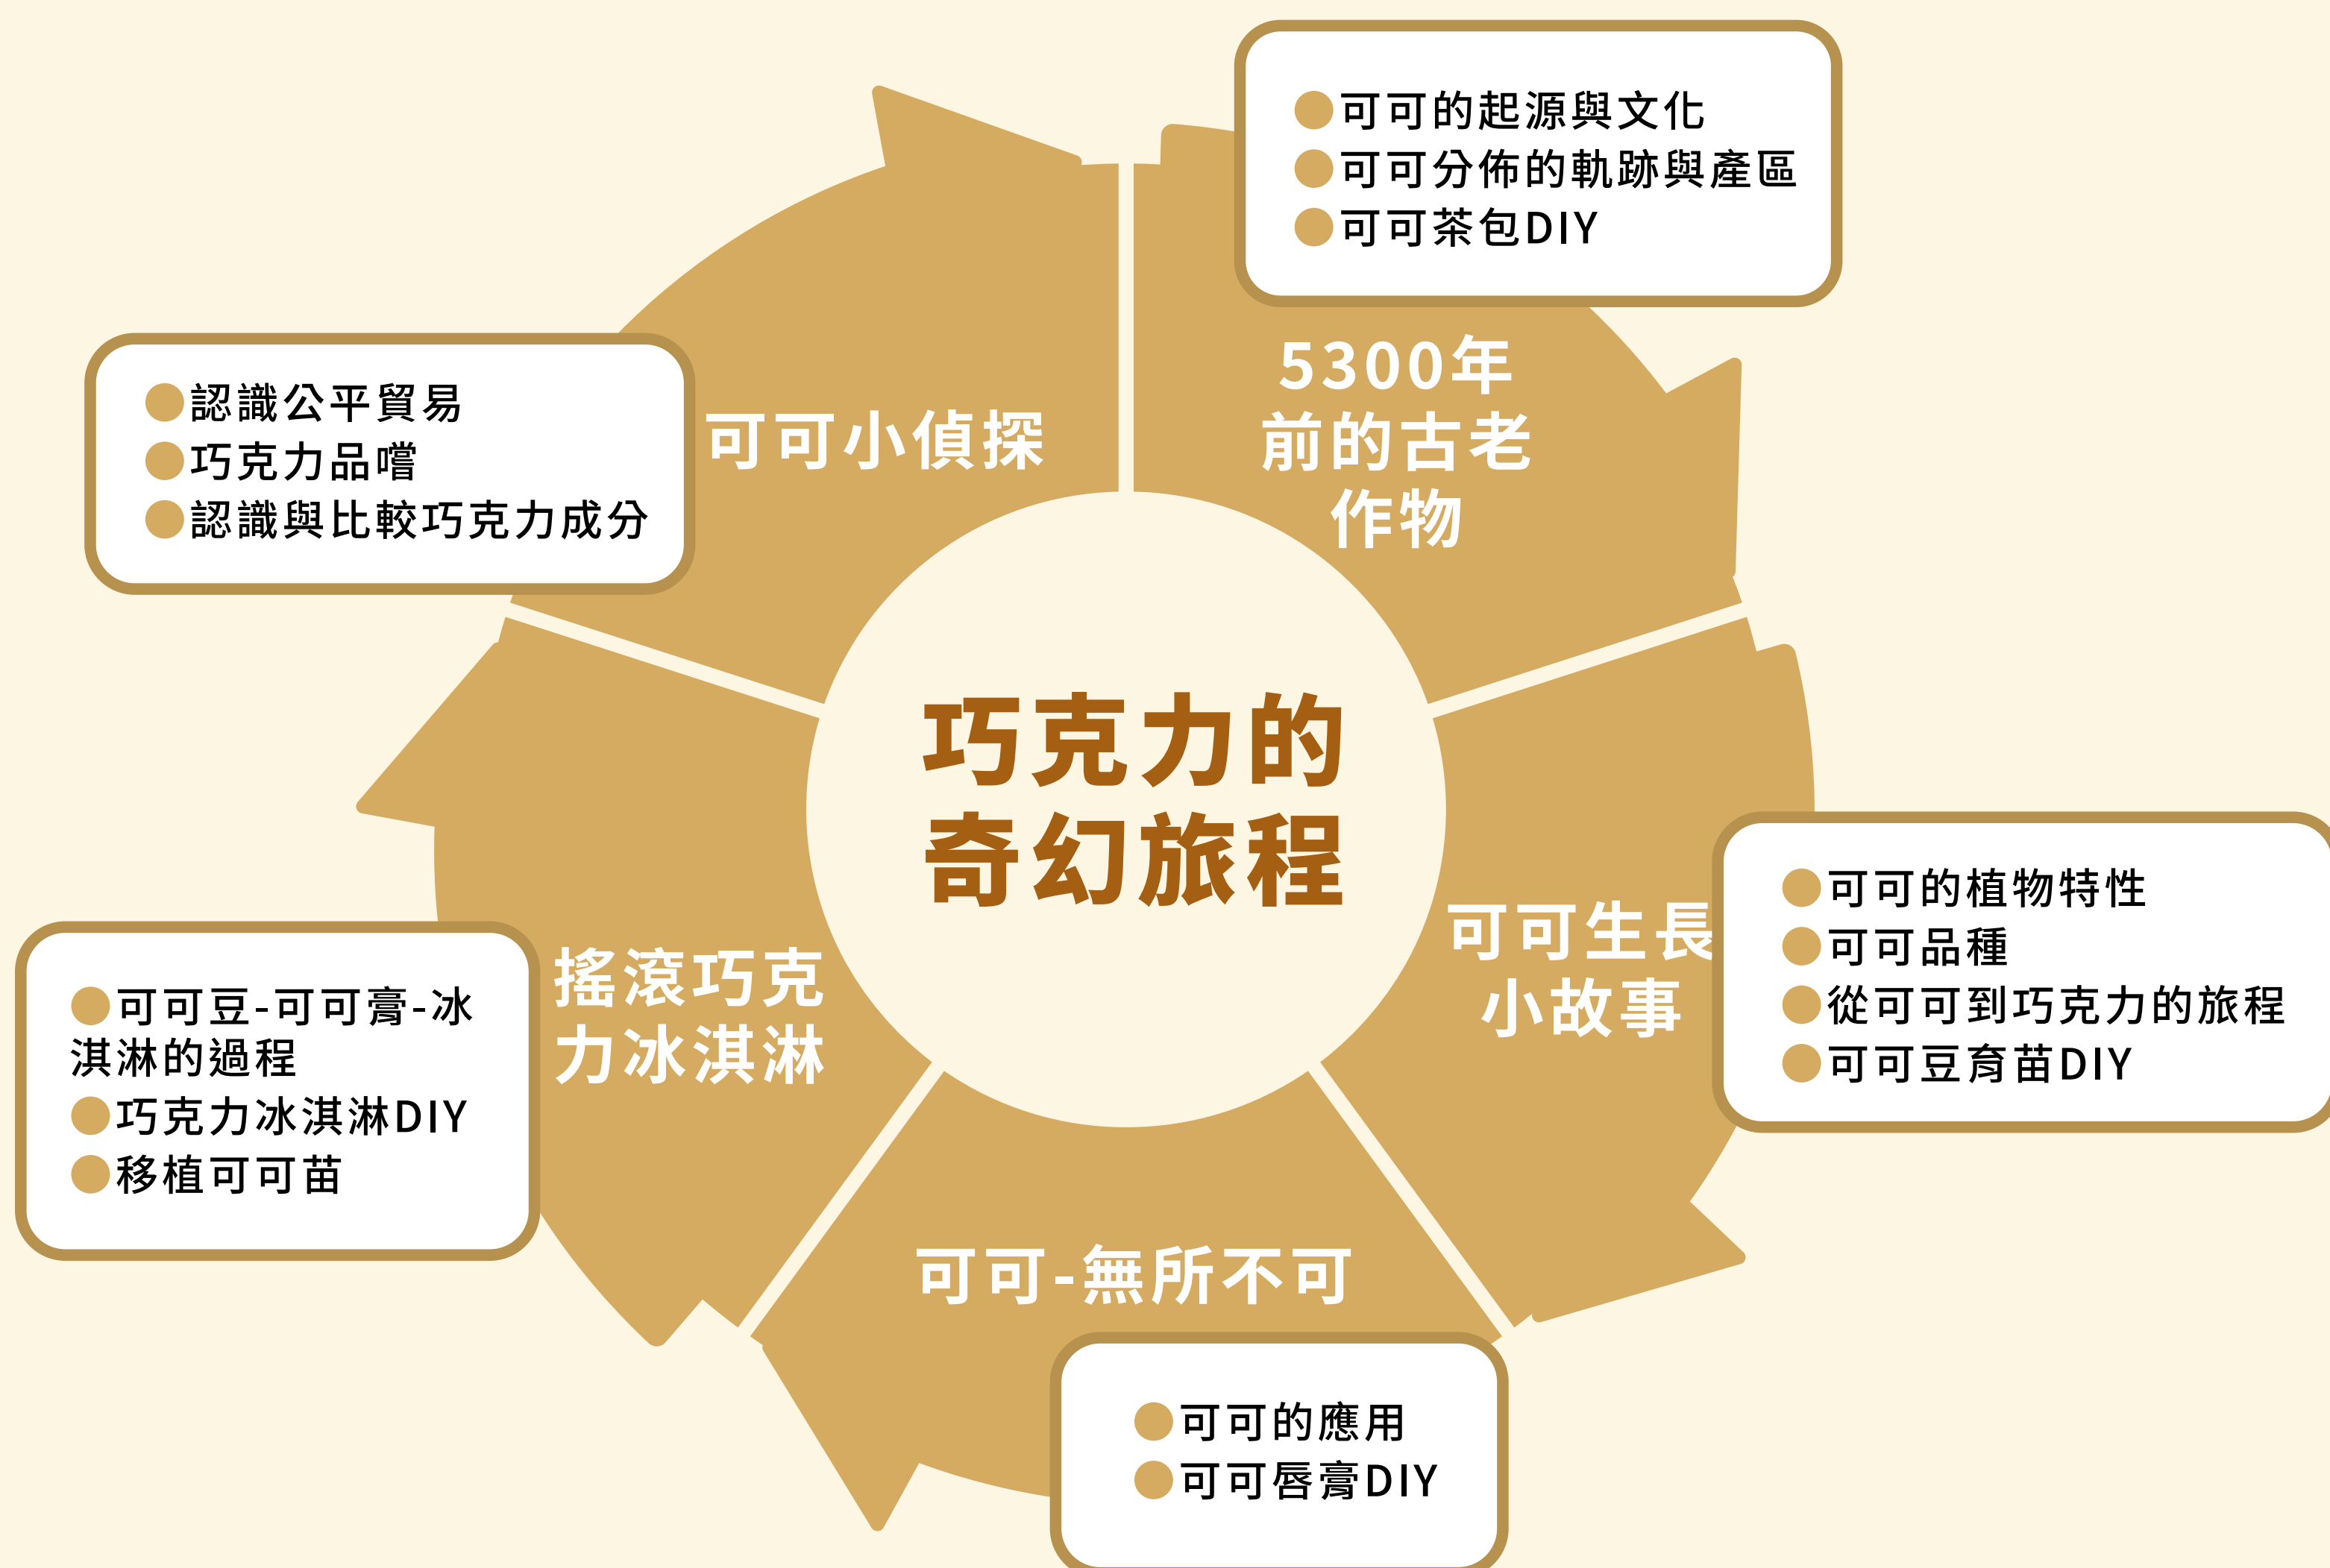 巧克力的
奇幻旅程
5300年
前的古老
作物
可可的起源與文化
可可分佈的軌跡與產區
可可茶包DIY
可可生長
小故事
可可的植物特性
可可品種
從可可到巧克力的旅程
可可豆育苗DIY
可可-無所不可
可可的應用
可可唇膏DIY
搖滾巧克
力冰淇淋
可可豆-可可膏-冰
淇淋的過程
巧克力冰淇淋DIY
移植可可苗
可可小偵探
認識公平貿易
巧克力品嚐
認識與比較巧克力成分